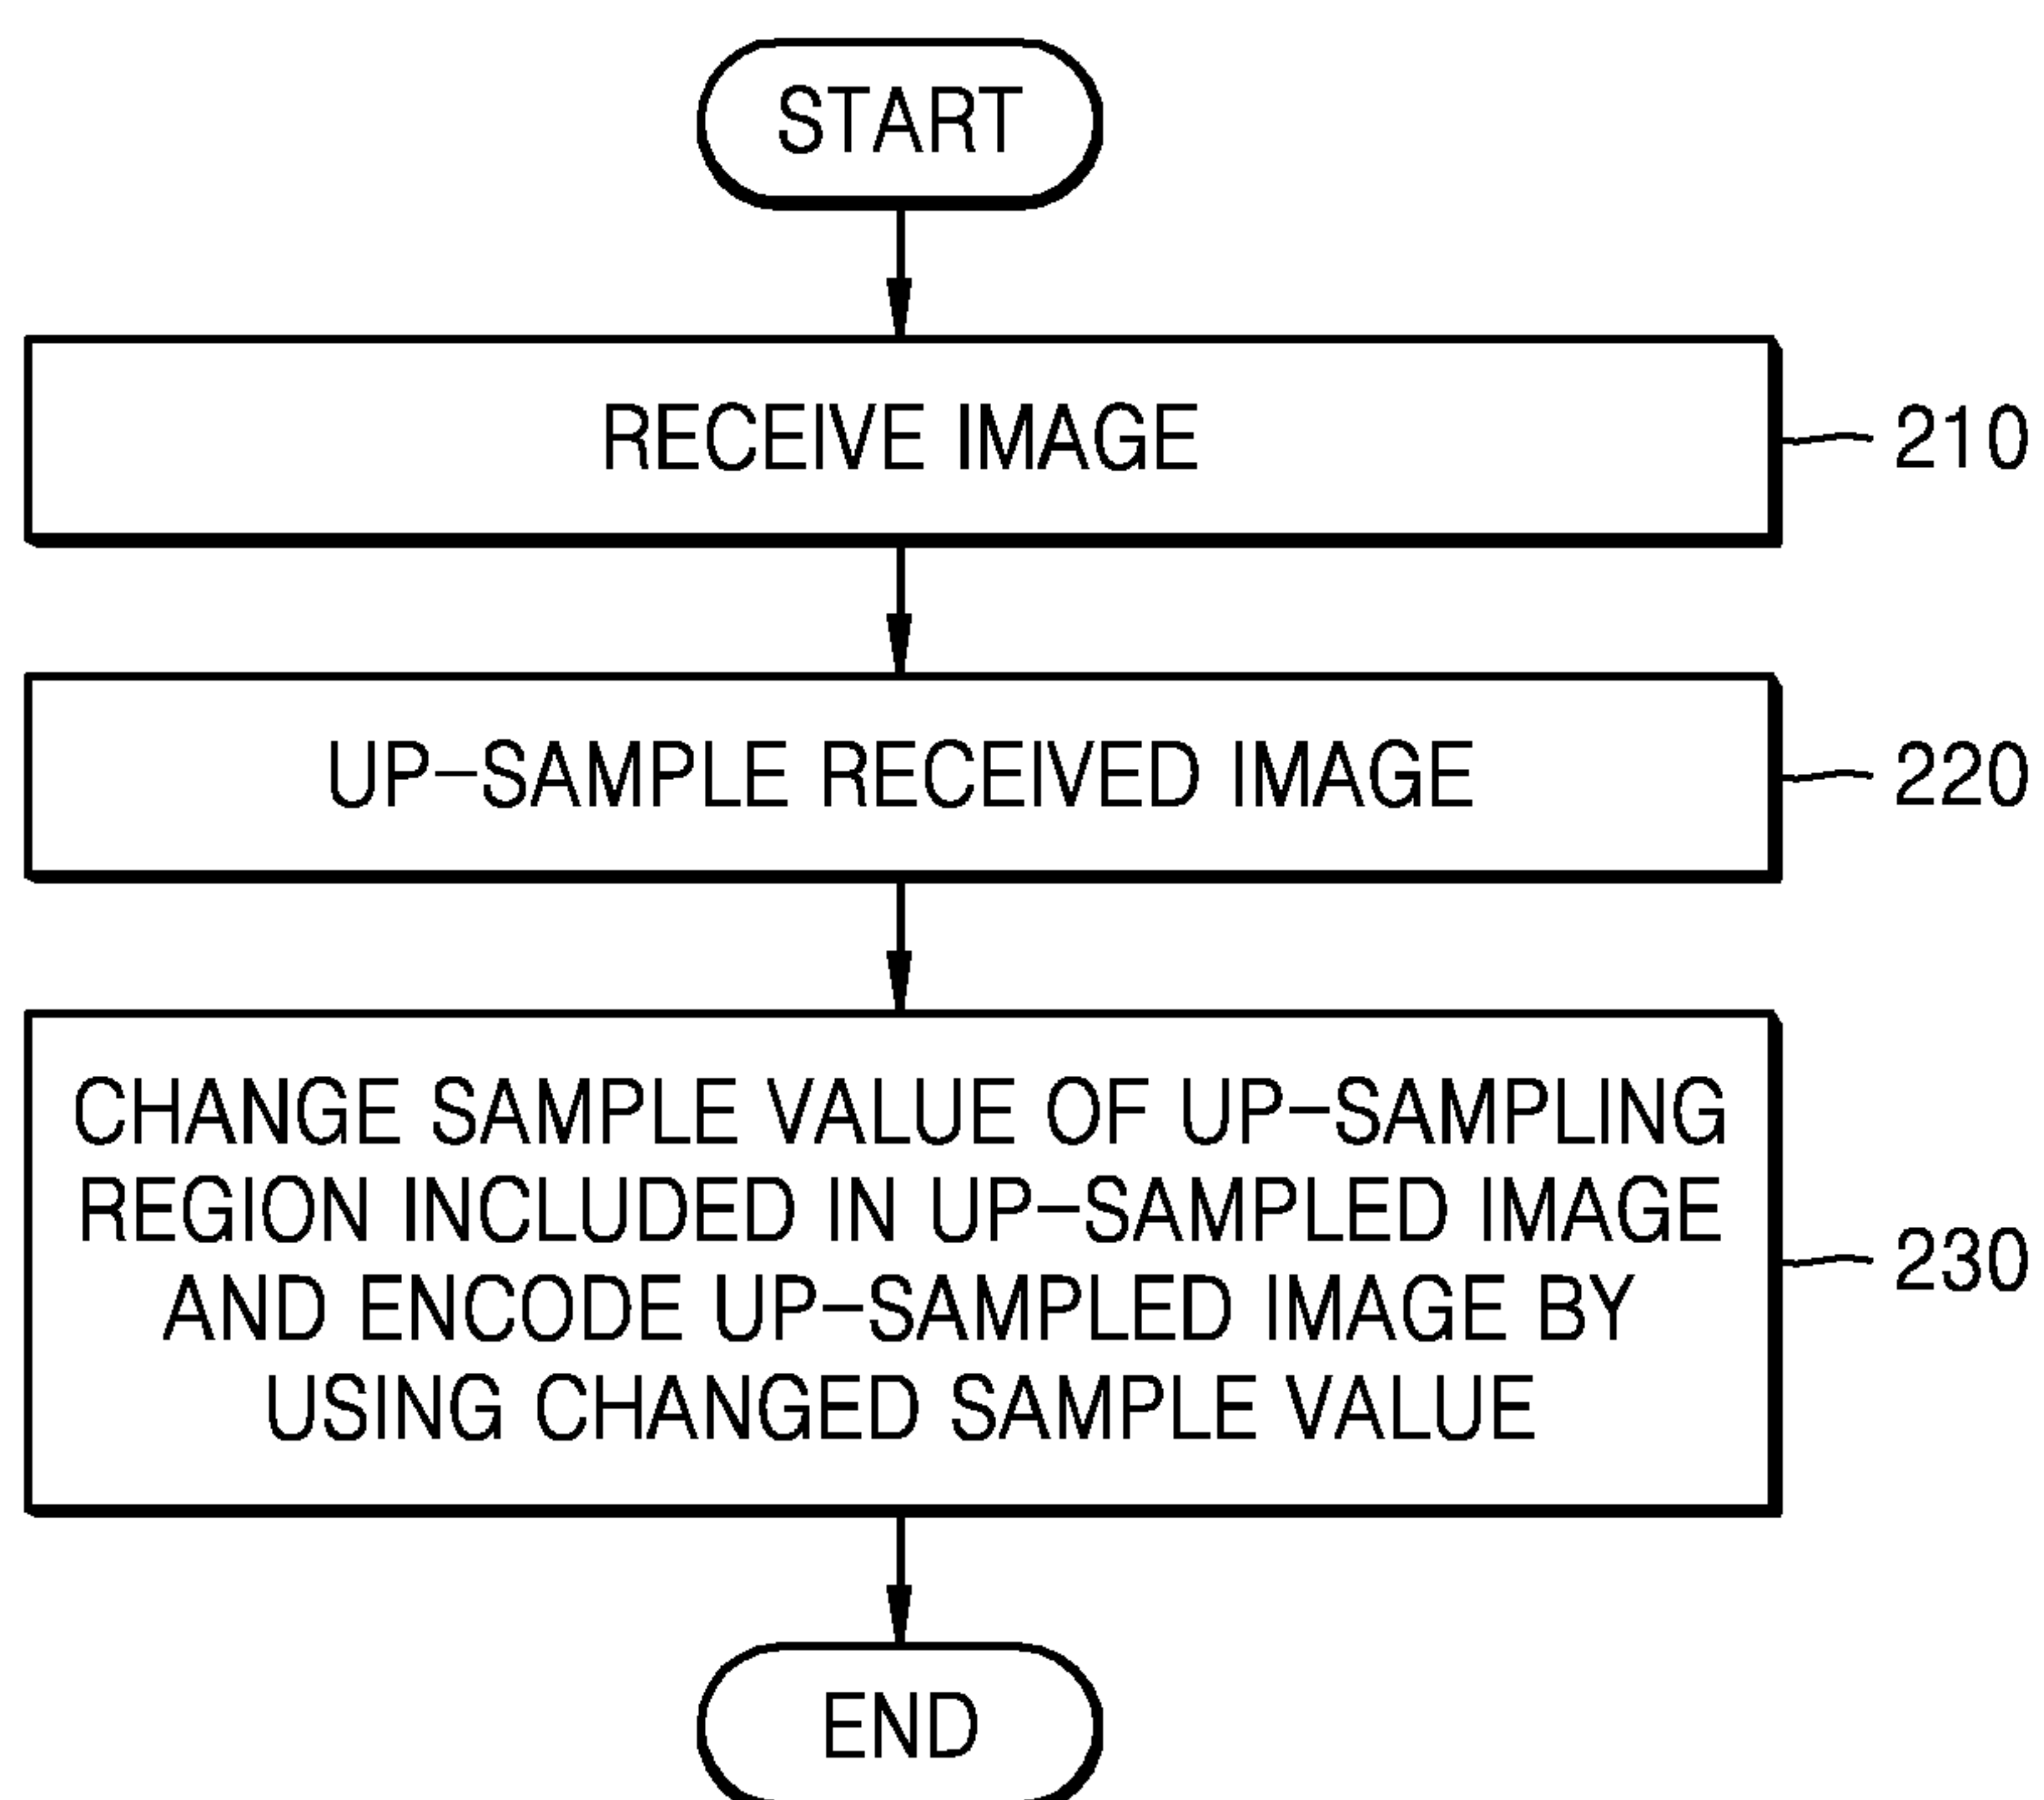 START
RECEIVE IMAGE
210
UP-SAMPLE RECEIVED IMAGE
220
CHANGE SAMPLE VALUE OF UP-SAMPLING
REGION INCLUDED IN UP-SAMPLED IMAGE
AND ENCODE UP-SAMPLED IMAGE BY
USING CHANGED SAMPLE VALUE
230
END